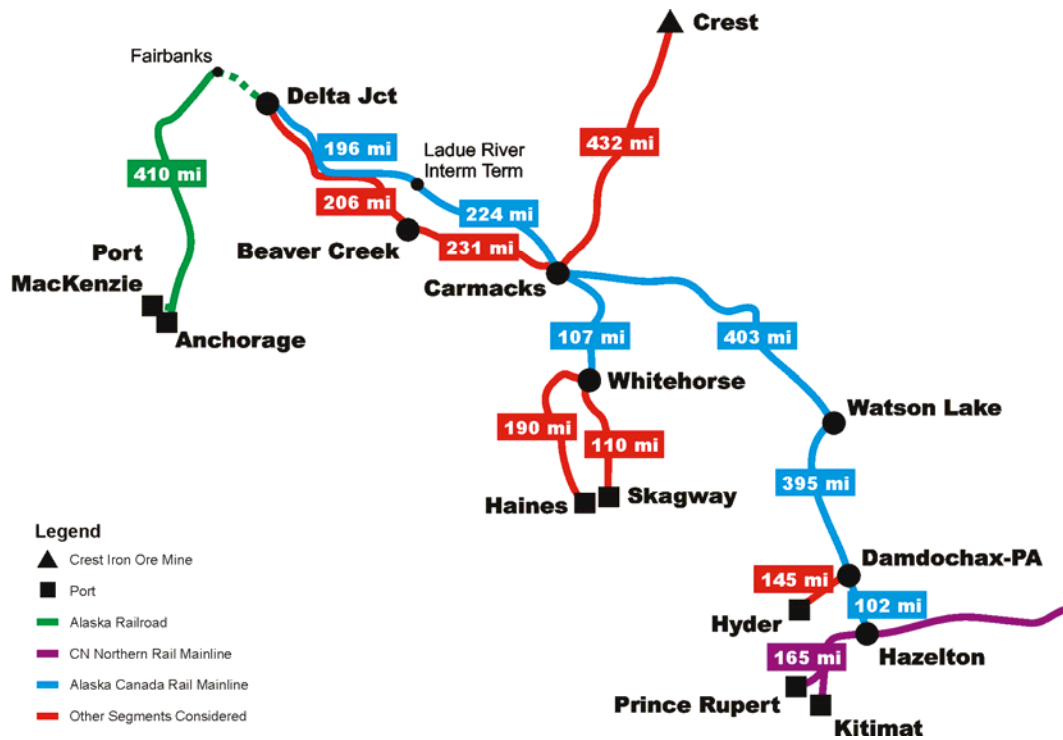 Crest
Fairbanks
Delta Jct
196 mi
Ladue River
Interm Term
432 mi
410 mi
206 mi
224 mi
Beaver Creek
231 mi
Port
MacKenzie
Carmacks
Anchorage
107 mi
403 mi
Whitehorse
Watson Lake
190 mi
110 mi
395 mi
Haines
Skagway
Legend
Crest Iron Ore Mine
Port
Alaska Railroad
CN Northern Rail Mainline
Alaska Canada Rail Mainline
Other Segments Considered
Damdochax-PA
145 mi
102 mi
Hyder
Hazelton
165 mi
Prince Rupert
Kitimat